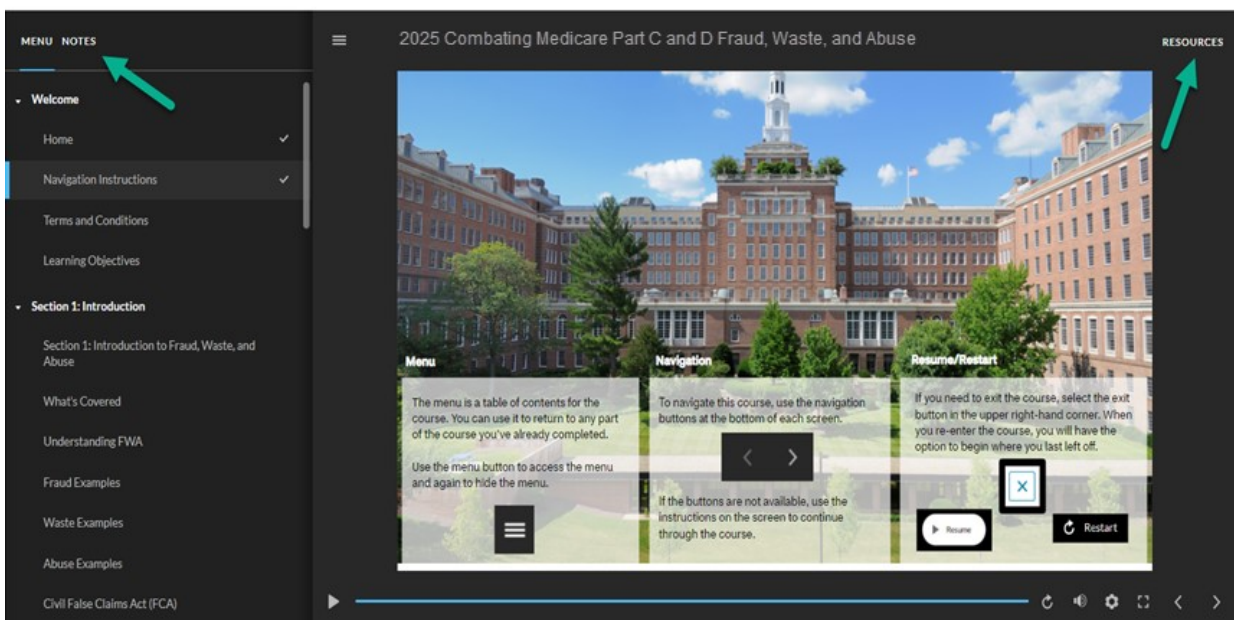 MENU NOTES
2025 Combating Medicare Part C and D Fraud, Waste, and Abuse
RESOURCES
Welcome
Home
Navigation Instructions
Terms and Conditions
Learning Objectives
Section 1: Introduction
Section 1: Introduction to Fraud, Waste, and
Abuse
What's Covered
Understanding FWA
Fraud Examples
Waste Examples
Abuse Examples
Civil False Claims Act (FCA)
Menu
The menu is a table of contents for the
course. You can use it to return to any part
of the course you've already completed.
Use the menu button to access the menu
and again to hide the menu.
Navigation
To navigate this course, use the navigation
buttons at the bottom of each screen.
If the buttons are not available, use the
instructions on the screen to continue
through the course.
Resume/Restart
If you need to exit the course, select the exit
button in the upper right-hand corner. When
you re-enter the course, you will have the
option to begin where you last left off.
X
Resume
Restart